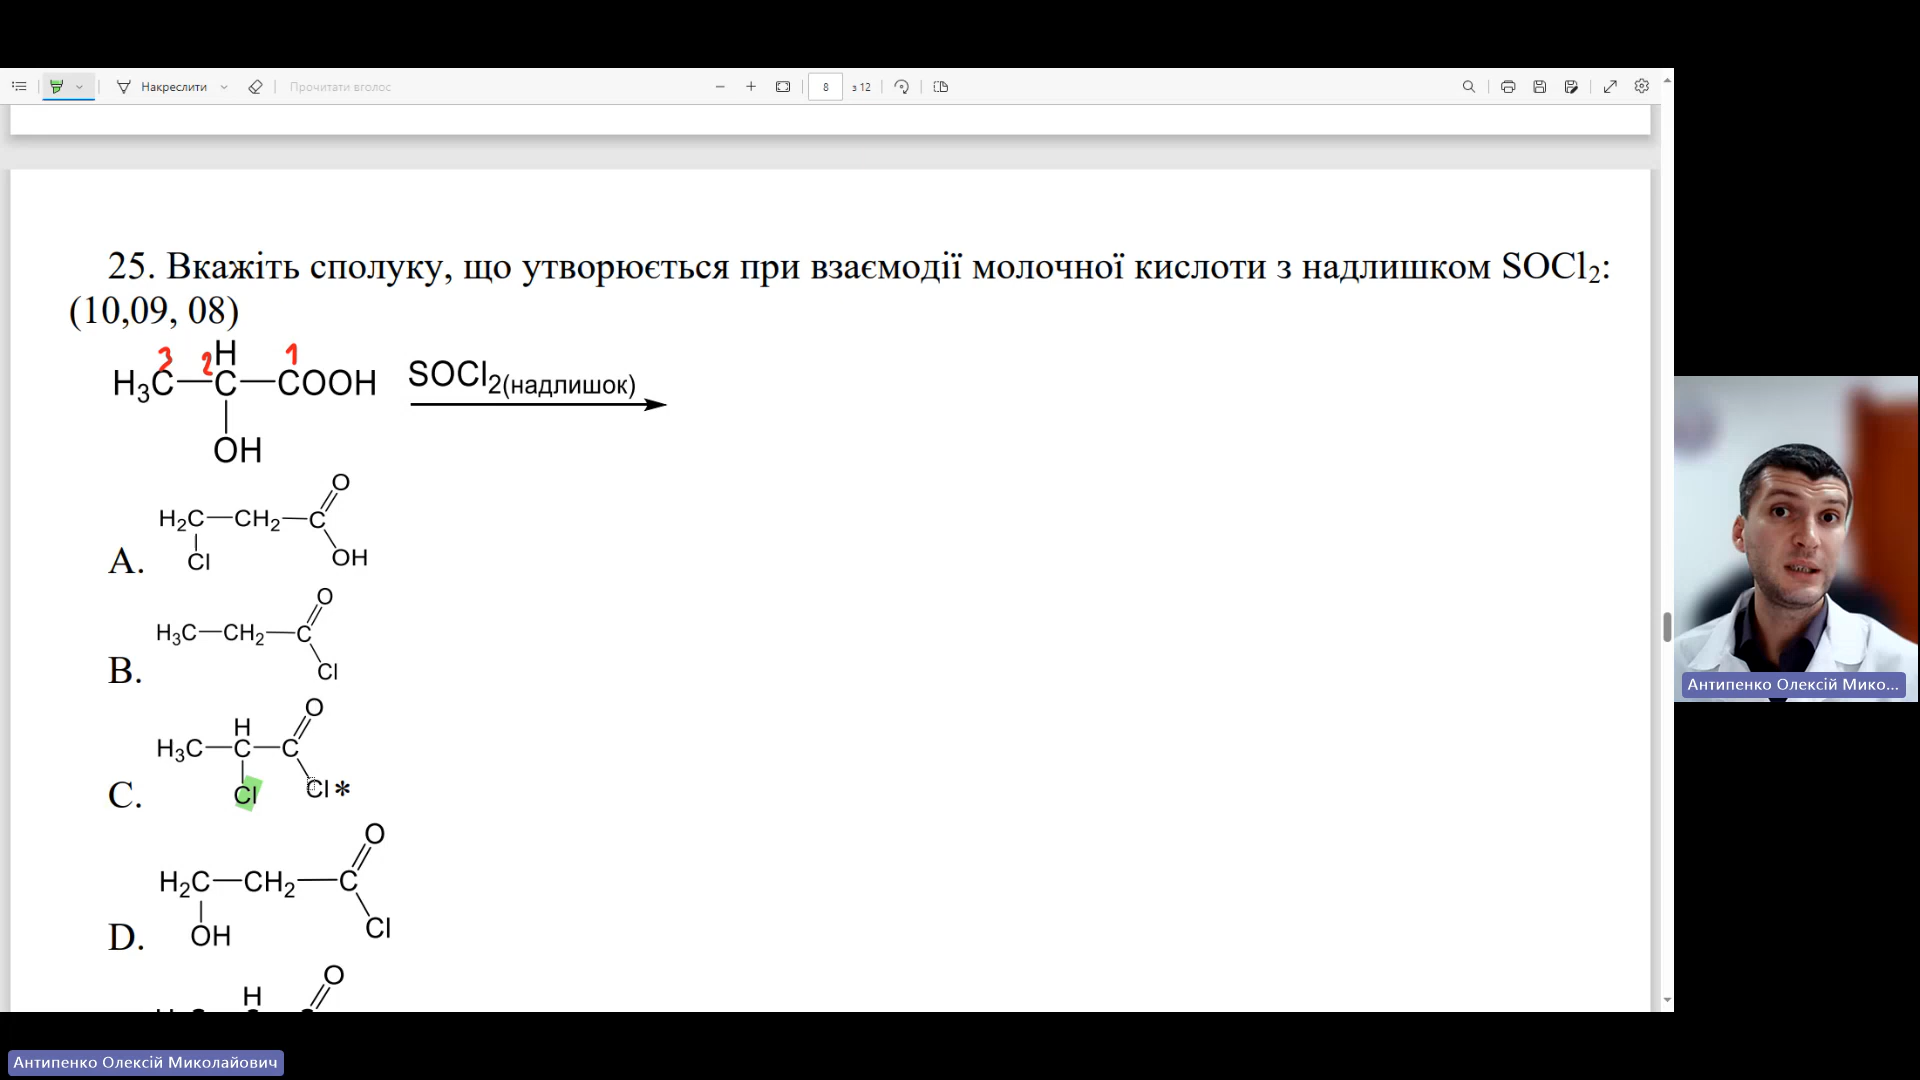 Накреслити
Прочитати вголос
8
з 12
25. Вкажіть сполуку, що утворюється при взаємодії молочної кислоти з надлишком SOCl₂:
(10,09, 08)
3 2 H 1
H₃C—C—COOH
OH
SOCl₂(надлишок)
O
H₂C—CH₂—C
A. Cl OH
O
H₃C—CH₂—C
B. Cl
O
H
H₃C—C—C
C. Cl Cl*
O
H₂C—CH₂—C
D. OH Cl
O
H
Антипенко Олексій Мико...
Антипенко Олексій Миколайович